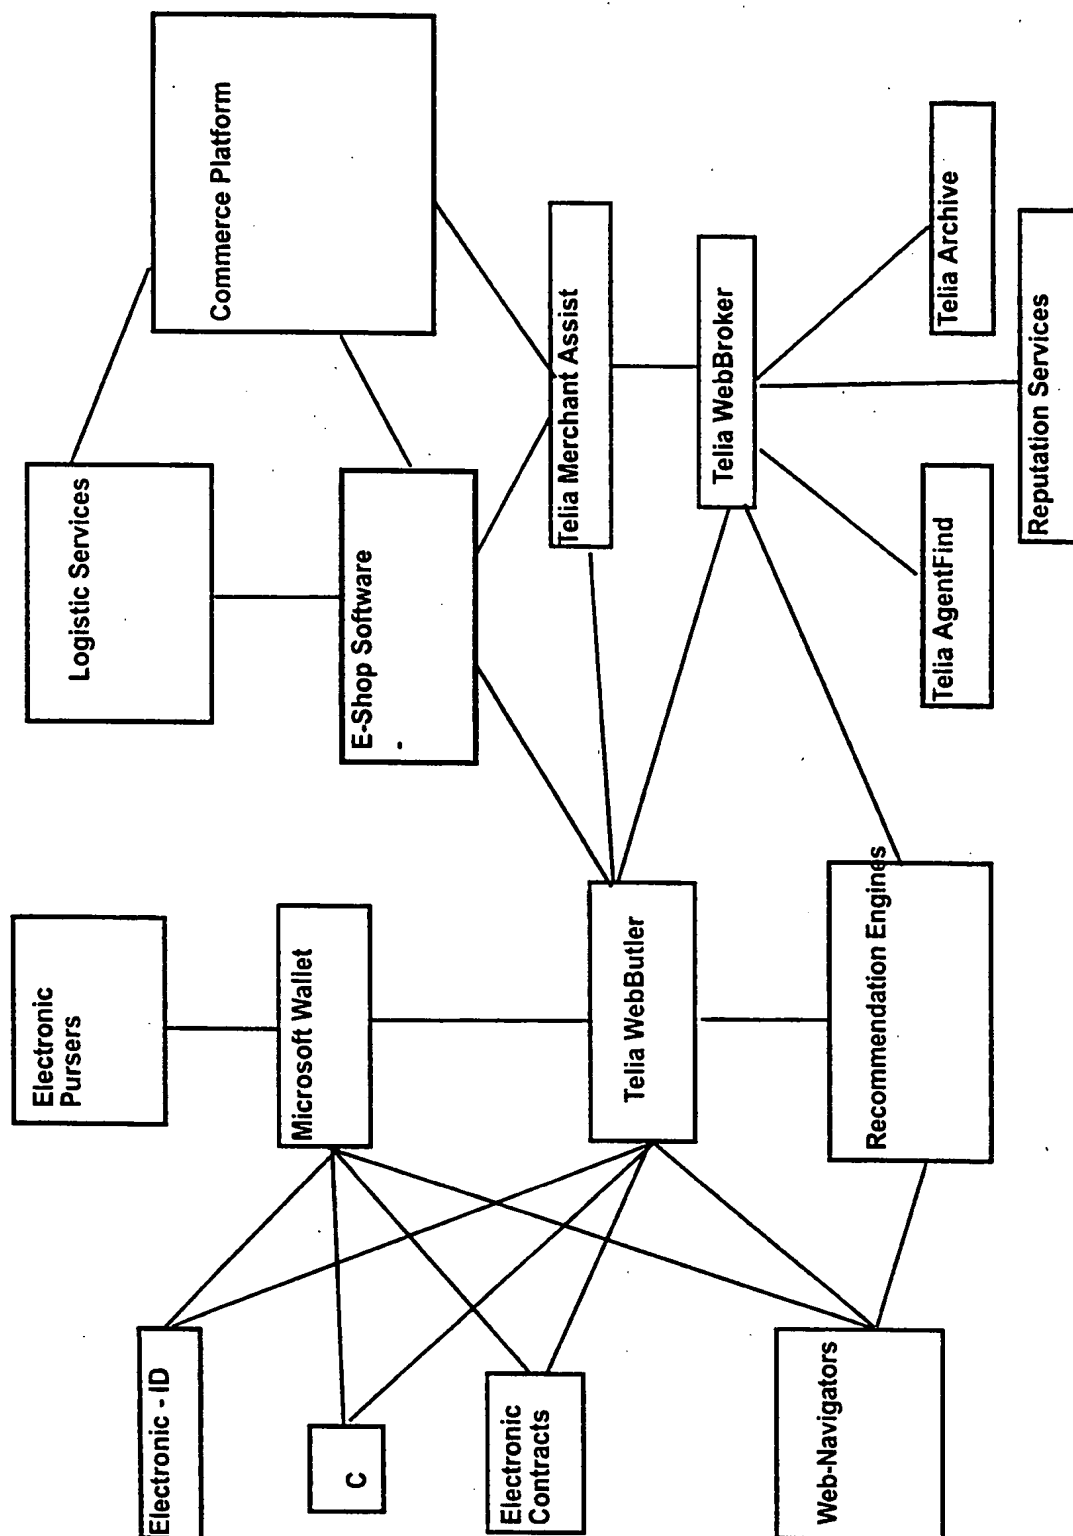 Electronic
Pursers
Logistic Services
Commerce Platform
Electronic - ID
Microsoft Wallet
E-Shop Software
C
Electronic
Contracts
Telia WebButler
Telia Merchant Assist
Telia WebBroker
Web-Navigators
Recommendation Engines
Telia AgentFind
Telia Archive
Reputation Services